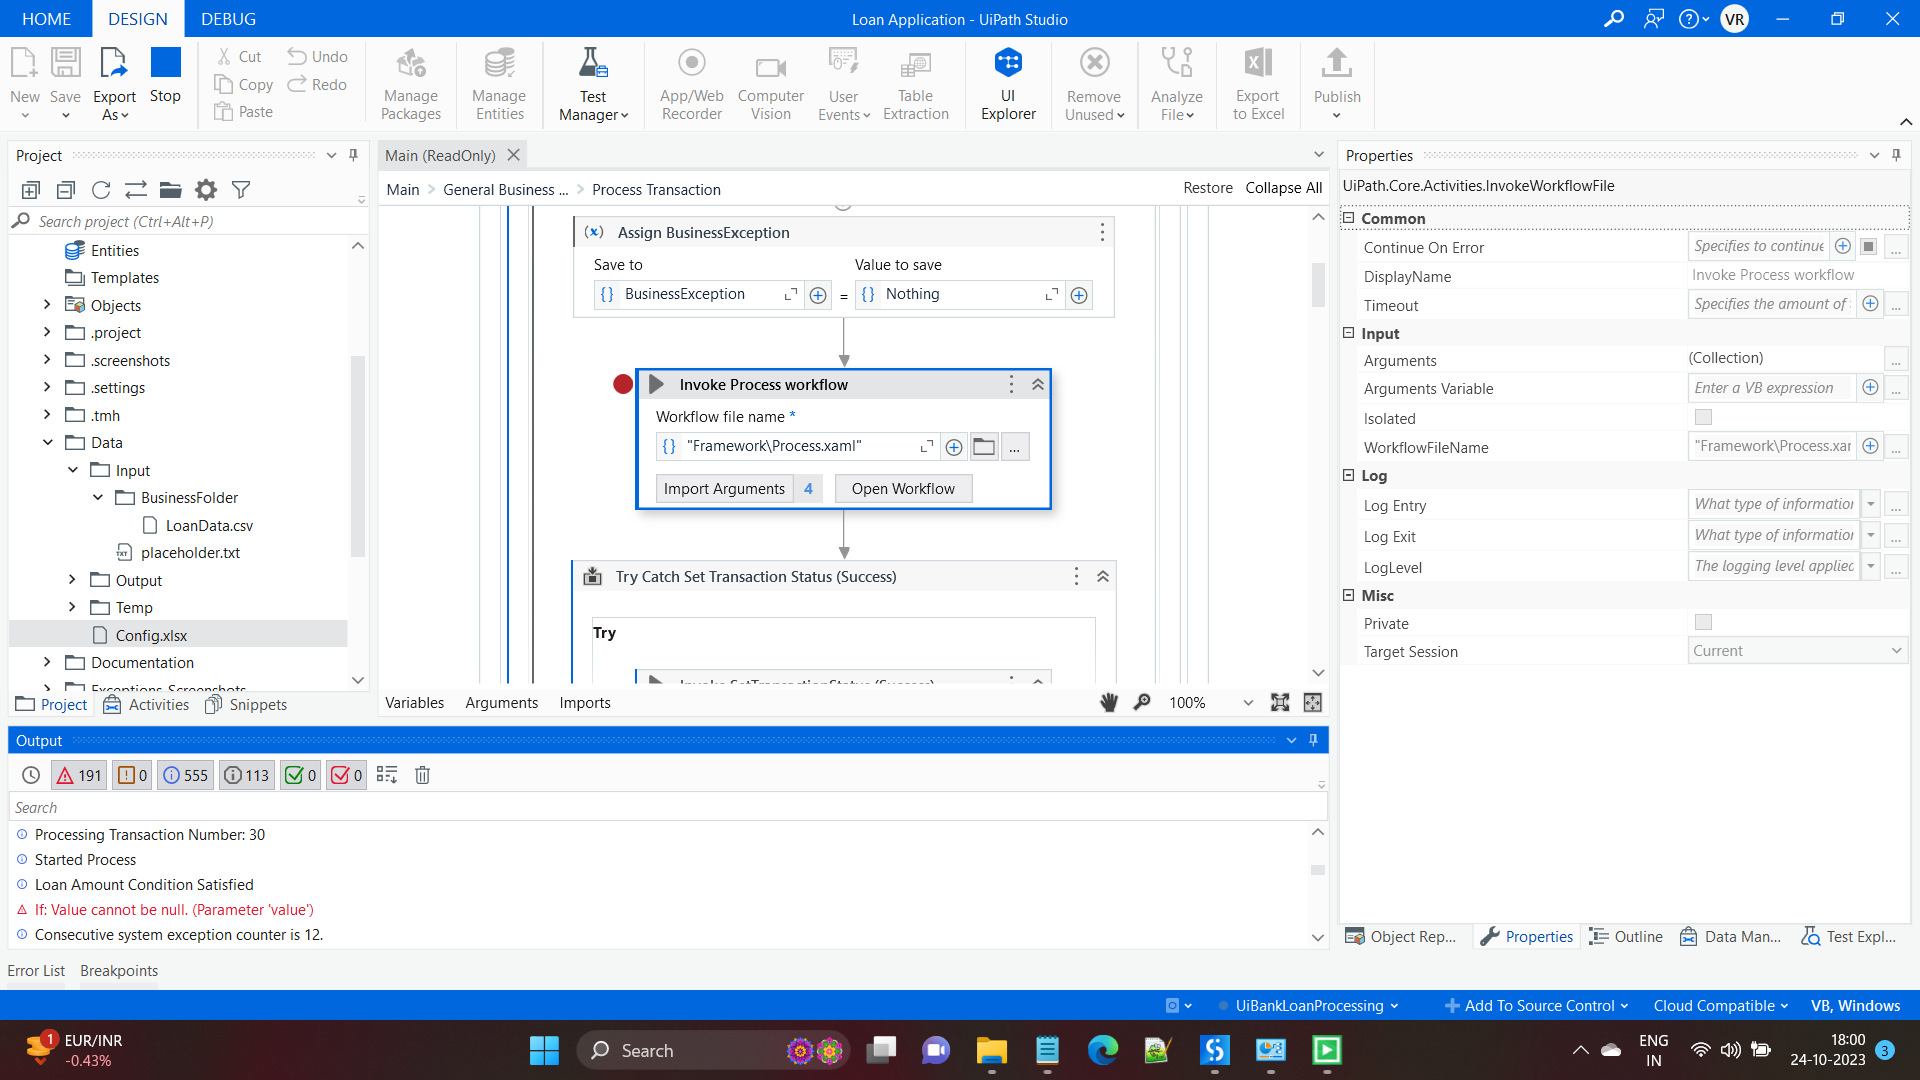 HOME DESIGN DEBUG
Loan Application - UiPath Studio
VR
New
Save
Export As
Stop
Cut
Copy
Paste
Undo
Redo
Manage Packages
Manage Entities
Test Manager
App/Web Recorder
Computer Vision
User Events
Table Extraction
UI Explorer
Remove Unused
Analyze File
Export to Excel
Publish
Project
Search project (Ctrl+Alt+P)
Entities
Templates
Objects
.project
.screenshots
.settings
.tmh
Data
Input
BusinessFolder
LoanData.csv
placeholder.txt
Output
Temp
Config.xlsx
Documentation
Exceptions Screenshots
Project Activities Snippets
Main (ReadOnly)
Main > General Business ... > Process Transaction
Restore Collapse All
Assign BusinessException
Save to Value to save
BusinessException = Nothing
Invoke Process workflow
Workflow file name *
"Framework\Process.xaml"
...
Import Arguments 4 Open Workflow
Try Catch Set Transaction Status (Success)
Try
Invoke SetTransactionStatus (Success)
Variables Arguments Imports
100%
Properties
UiPath.Core.Activities.InvokeWorkflowFile
Common
Continue On Error Specifies to continue ...
DisplayName Invoke Process workflow
Timeout Specifies the amount of ...
Input
Arguments (Collection) ...
Arguments Variable Enter a VB expression ...
Isolated
WorkflowFileName "Framework\Process.xar ...
Log
Log Entry What type of information ...
Log Exit What type of information ...
LogLevel The logging level applied ...
Misc
Private
Target Session Current
Object Rep... Properties Outline Data Man... Test Expl...
Output
191 0 555 113 0 0
Search
Processing Transaction Number: 30
Started Process
Loan Amount Condition Satisfied
If: Value cannot be null. (Parameter 'value')
Consecutive system exception counter is 12.
Error List Breakpoints
UiBankLoanProcessing
Add To Source Control
Cloud Compatible
VB, Windows
1
EUR/INR
-0.43%
Search
ENG
IN
18:00
24-10-2023
3